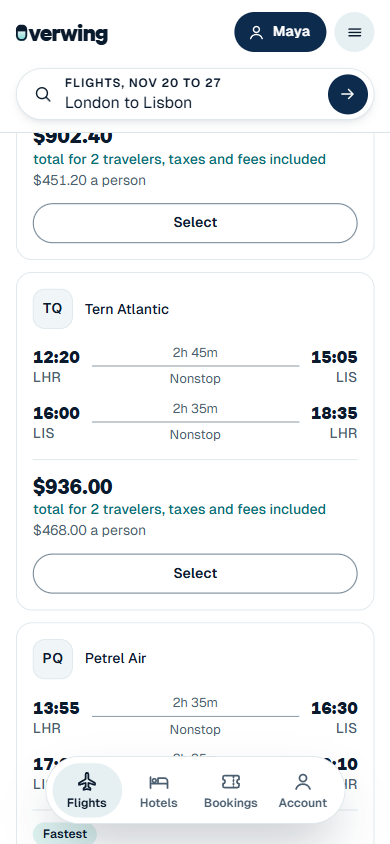 Overwing
Maya
FLIGHTS, NOV 20 TO 27
London to Lisbon
$902.40
total for 2 travelers, taxes and fees included
$451.20 a person
Select
TQ Tern Atlantic
12:20 2h 45m 15:05
LHR Nonstop LIS
16:00 2h 35m 18:35
LIS Nonstop LHR
$936.00
total for 2 travelers, taxes and fees included
$468.00 a person
Select
PQ Petrel Air
13:55 2h 35m 16:30
LHR Nonstop LIS
Flights Hotels Bookings Account
Fastest